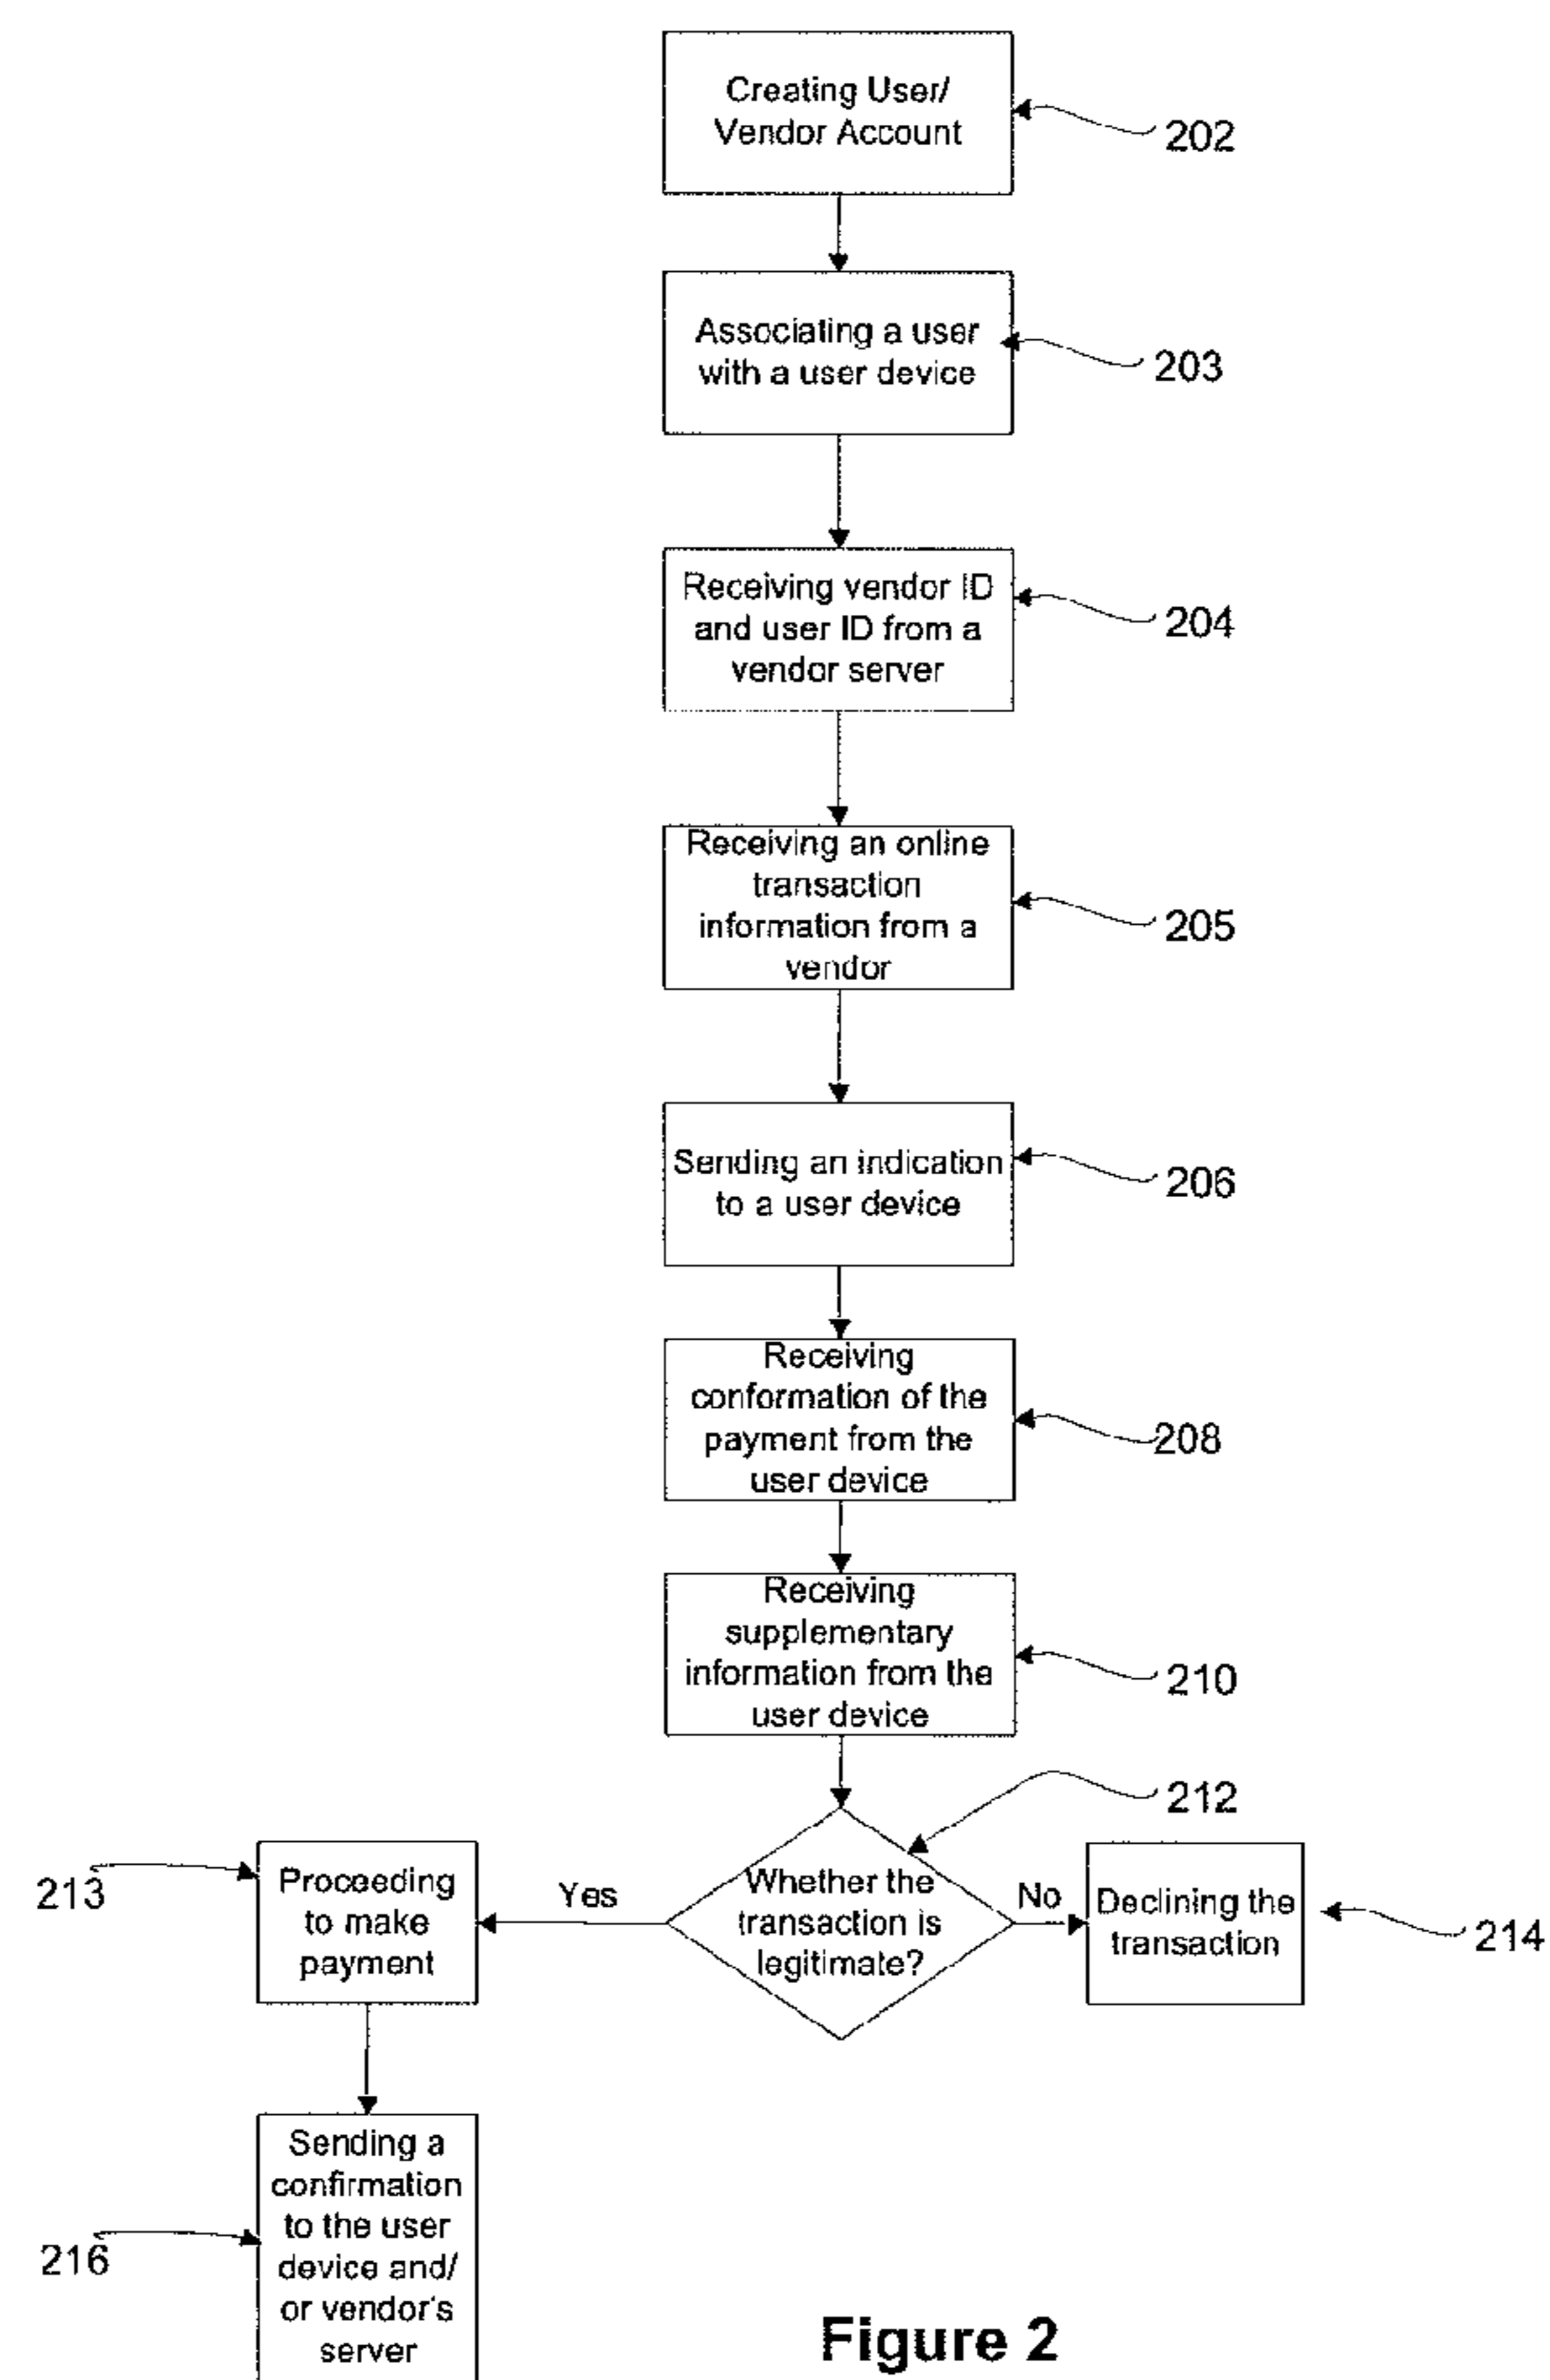 Creating User/
Vendor Account
202
Associating a user
with a user device
203
Receiving vendor ID
and user ID from a
vendor server
204
Receiving an online
transaction
information from a
vendor
205
Sending an indication
to a user device
206
Receiving
conformation of the
payment from the
user device
208
Receiving
supplementary
information from the
user device
210
212
Whether the
transaction is
legitimate?
Yes
No
213
Proceeding
to make
payment
Declining the
transaction
214
216
Sending a
confirmation
to the user
device and/
or vendor's
server
Figure 2